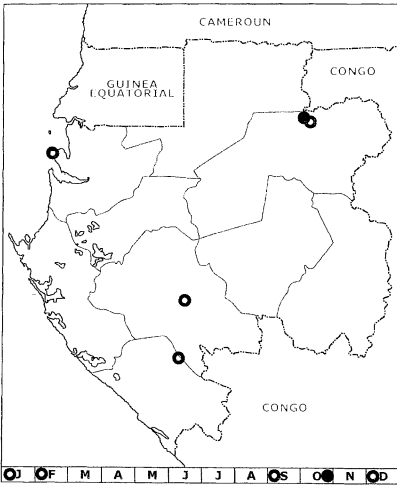 CAMEROUN
CONGO
GUINEA
EQUATORIAL
CONGO
J F M A M J J A S O N D